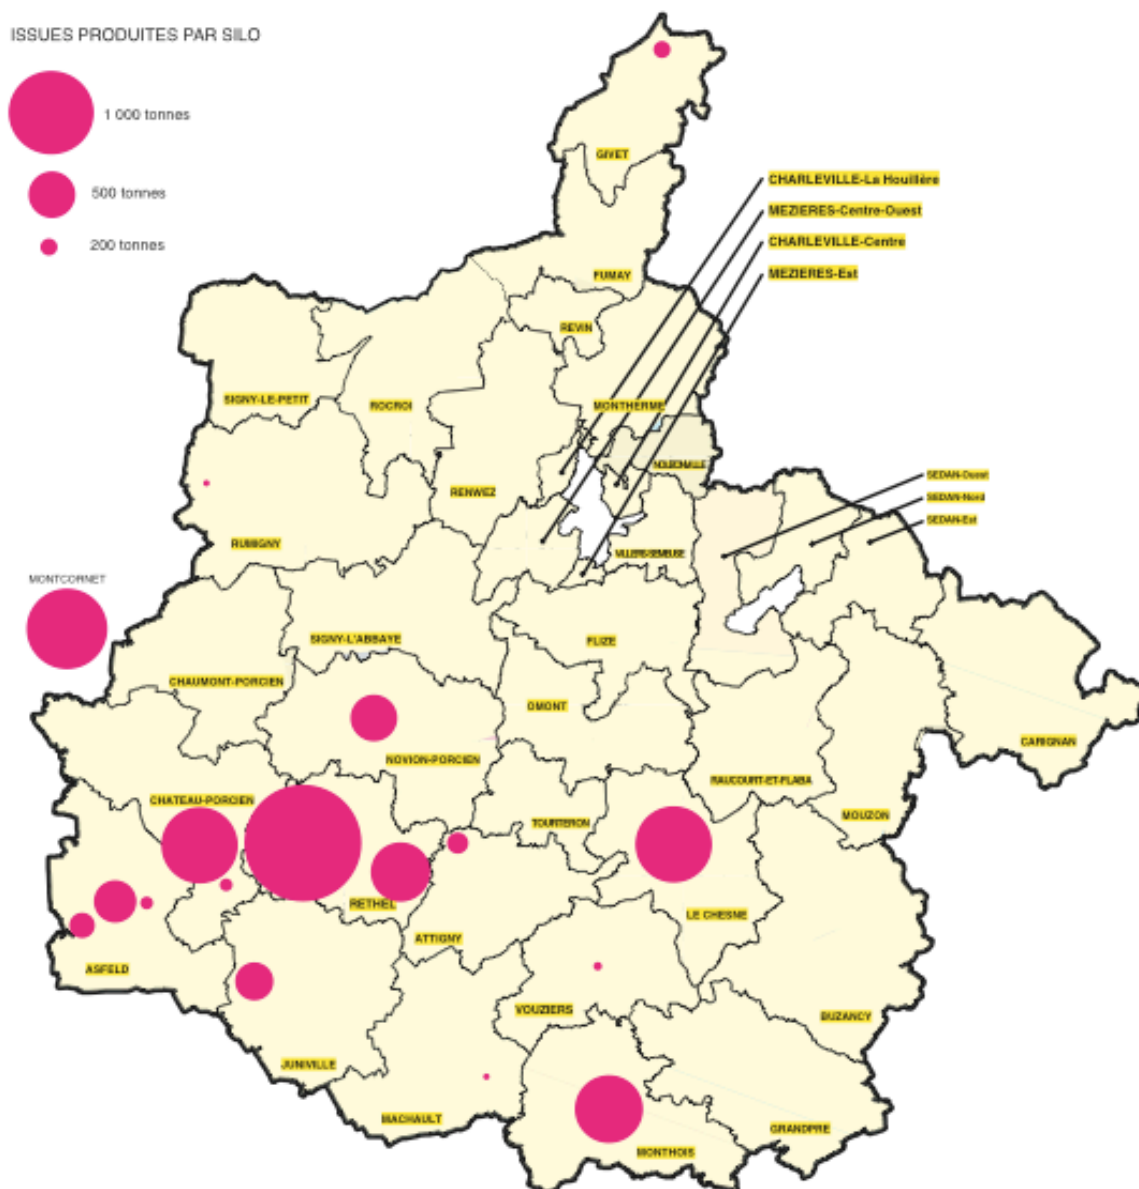 ISSUES PRODUITES PAR SILO
1 000 tonnes
500 tonnes
200 tonnes
GIVET
CHARLEVILLE-La Houillère
MEZIERES-Centre-Ouest
CHARLEVILLE-Centre
MEZIERES-Est
FUMAY
REVIN
SIGNY-LE-PETIT
ROCROI
MONTHERME
NOUZONVILLE
RENWEZ
SEDAN-Ouest
SEDAN-Nord
SEDAN-Est
RUMIGNY
VILLERS-SEMEUSE
MONTCORNET
SIGNY-L'ABBAYE
FLIZE
CHAUMONT-PORCIEN
OMONT
CARIGNAN
NOVION-PORCIEN
RAUCOURT-ET-FLABA
CHATEAU-PORCIEN
MOUZON
TOURTERON
RETHEL
LE CHESNE
ATTIGNY
ASFELD
VOUZIERS
BUZANCY
JUNIVILLE
MACHAULT
GRANDPRE
MONTHOIS